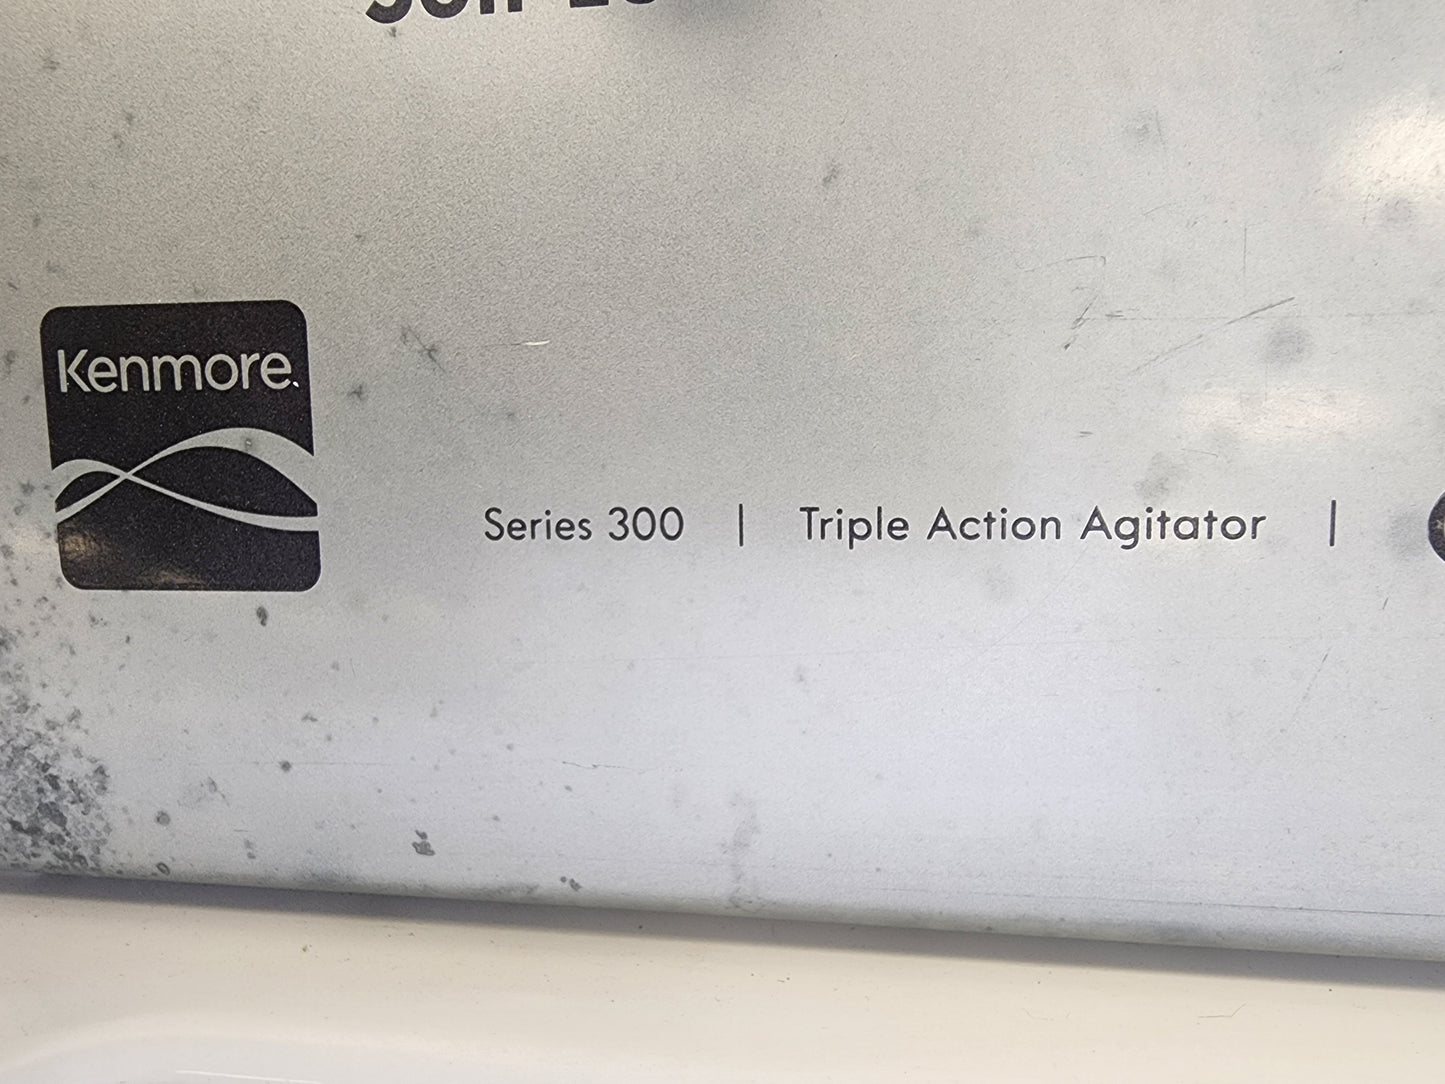 Kenmore.
Series 300 | Triple Action Agitator |